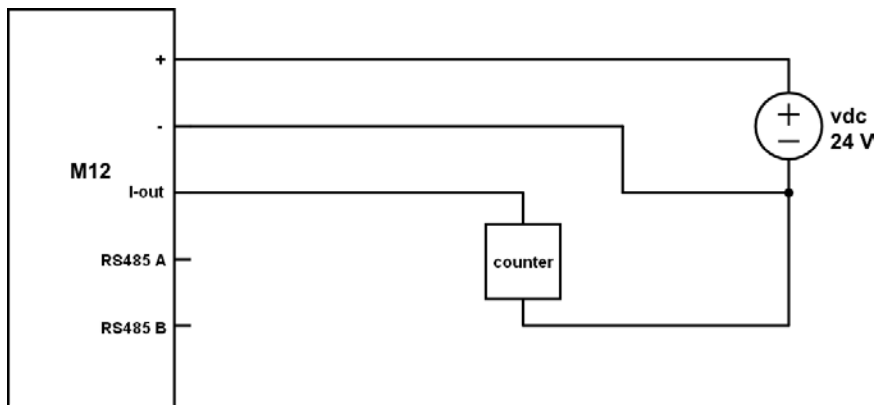 +
-
M12
I-out
RS485 A
RS485 B
counter
+
−
vdc
24 V